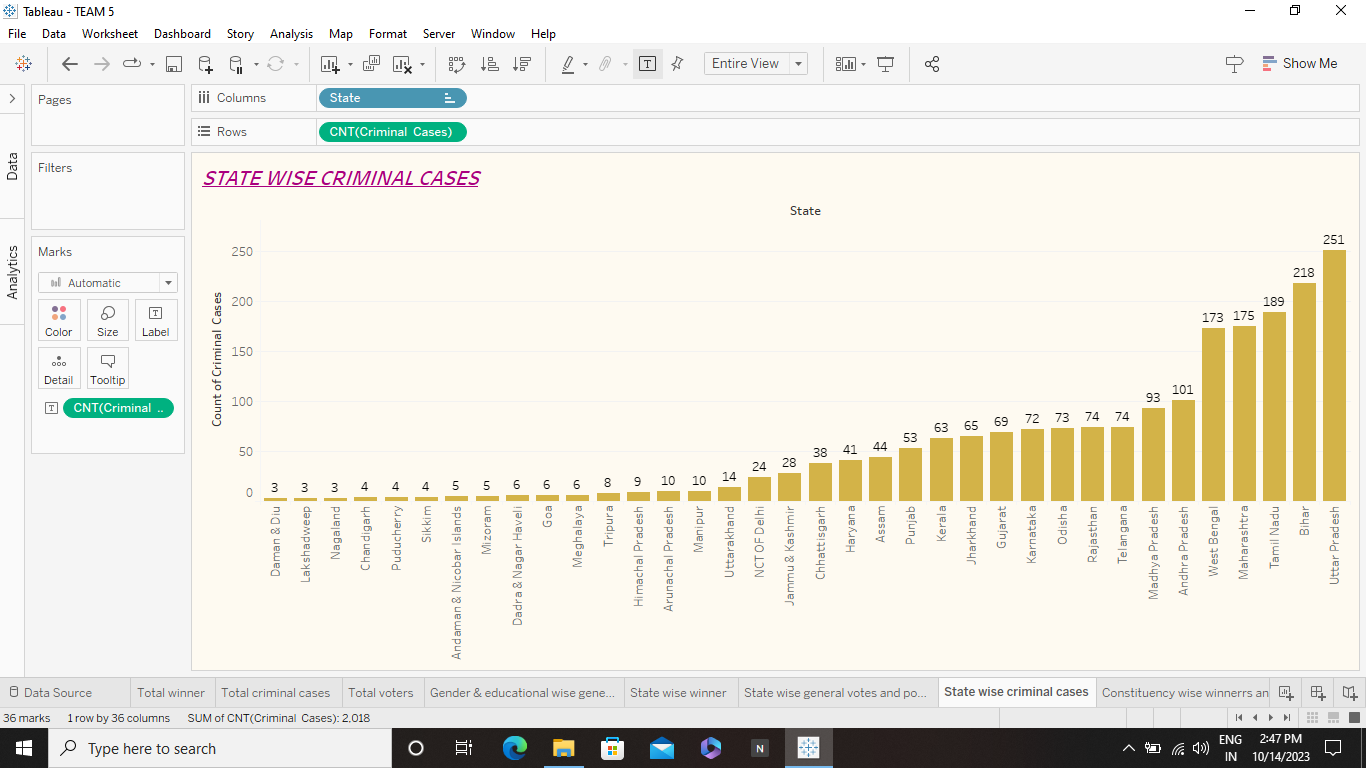 Tableau - TEAM 5
File Data Worksheet Dashboard Story Analysis Map Format Server Window Help
Entire View
Show Me
Pages
Columns
State
Rows
CNT(Criminal Cases)
Filters
Data
Analytics
Marks
Automatic
Color Size Label
Detail Tooltip
CNT(Criminal ..
STATE WISE CRIMINAL CASES
State
Count of Criminal Cases
250
200
150
100
50
0
3 3 3 4 4 4 5 5 6 6 6 8 9 10 10 14 24 28 38 41 44 53 63 65 69 72 73 74 74 93 101 173 175 189 218 251
Daman & Diu
Lakshadweep
Nagaland
Chandigarh
Puducherry
Sikkim
Andaman & Nicobar Islands
Mizoram
Dadra & Nagar Haveli
Goa
Meghalaya
Tripura
Himachal Pradesh
Arunachal Pradesh
Manipur
Uttarakhand
NCT OF Delhi
Jammu & Kashmir
Chhattisgarh
Haryana
Assam
Punjab
Kerala
Jharkhand
Gujarat
Karnataka
Odisha
Rajasthan
Telangana
Madhya Pradesh
Andhra Pradesh
West Bengal
Maharashtra
Tamil Nadu
Bihar
Uttar Pradesh
Data Source Total winner Total criminal cases Total voters Gender & educational wise gene... State wise winner State wise general votes and po... State wise criminal cases Constituency wise winnerrs an
36 marks 1 row by 36 columns SUM of CNT(Criminal Cases): 2,018
Type here to search
N
ENG
IN
2:47 PM
10/14/2023